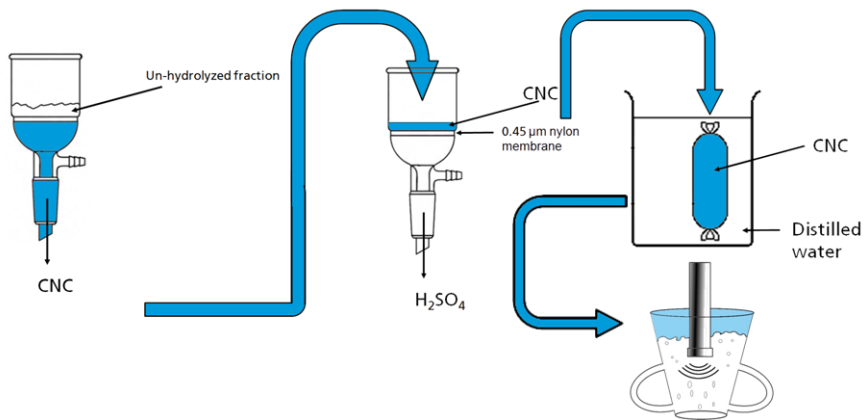 Un-hydrolyzed fraction
CNC
CNC
0.45 µm nylon
membrane
H₂SO₄
CNC
Distilled
water